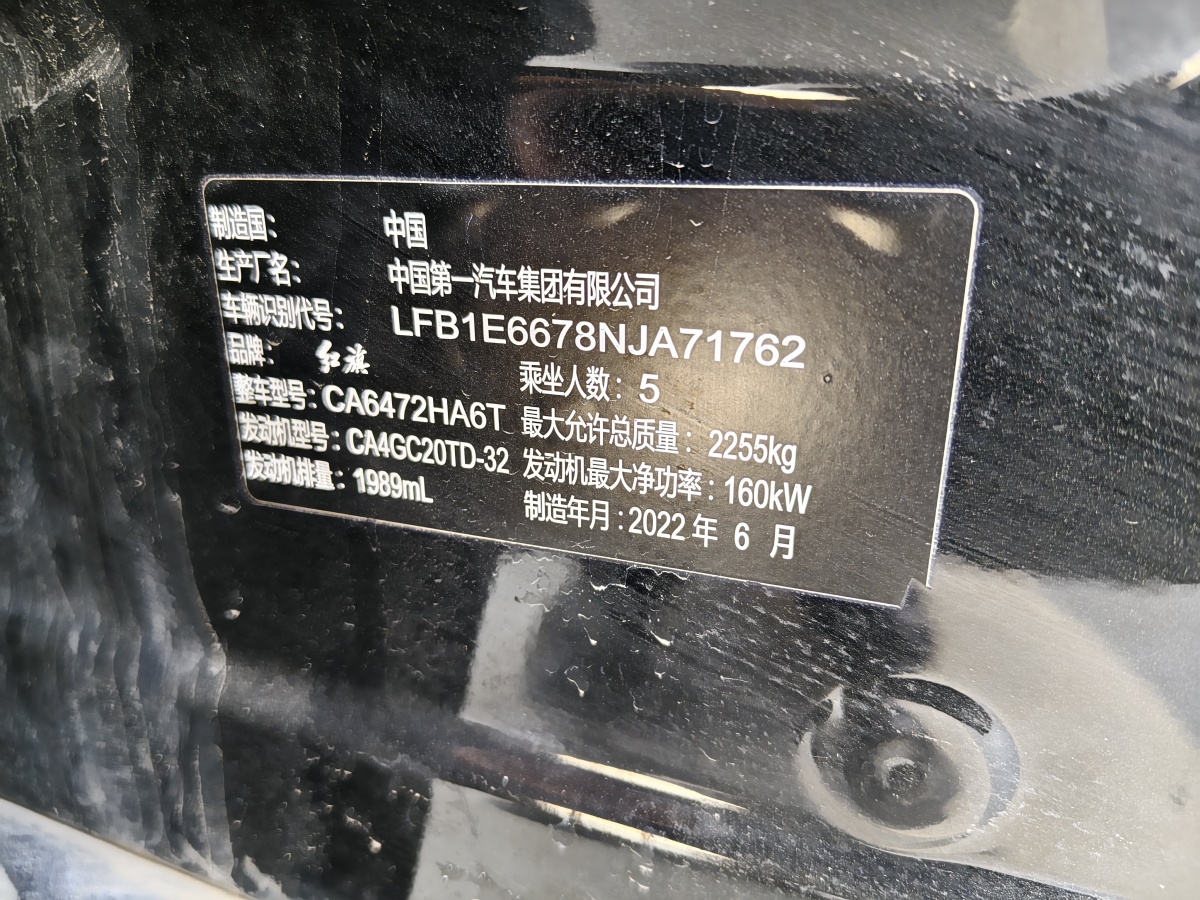 制造国： 中国
生产厂名： 中国第一汽车集团有限公司
车辆识别代号： LFB1E6678NJA71762
品牌： 红旗 乘坐人数：5
整车型号：CA6472HA6T 最大允许总质量：2255kg
发动机型号：CA4GC20TD-32 发动机最大净功率：160kW
发动机排量：1989mL 制造年月：2022年 6 月